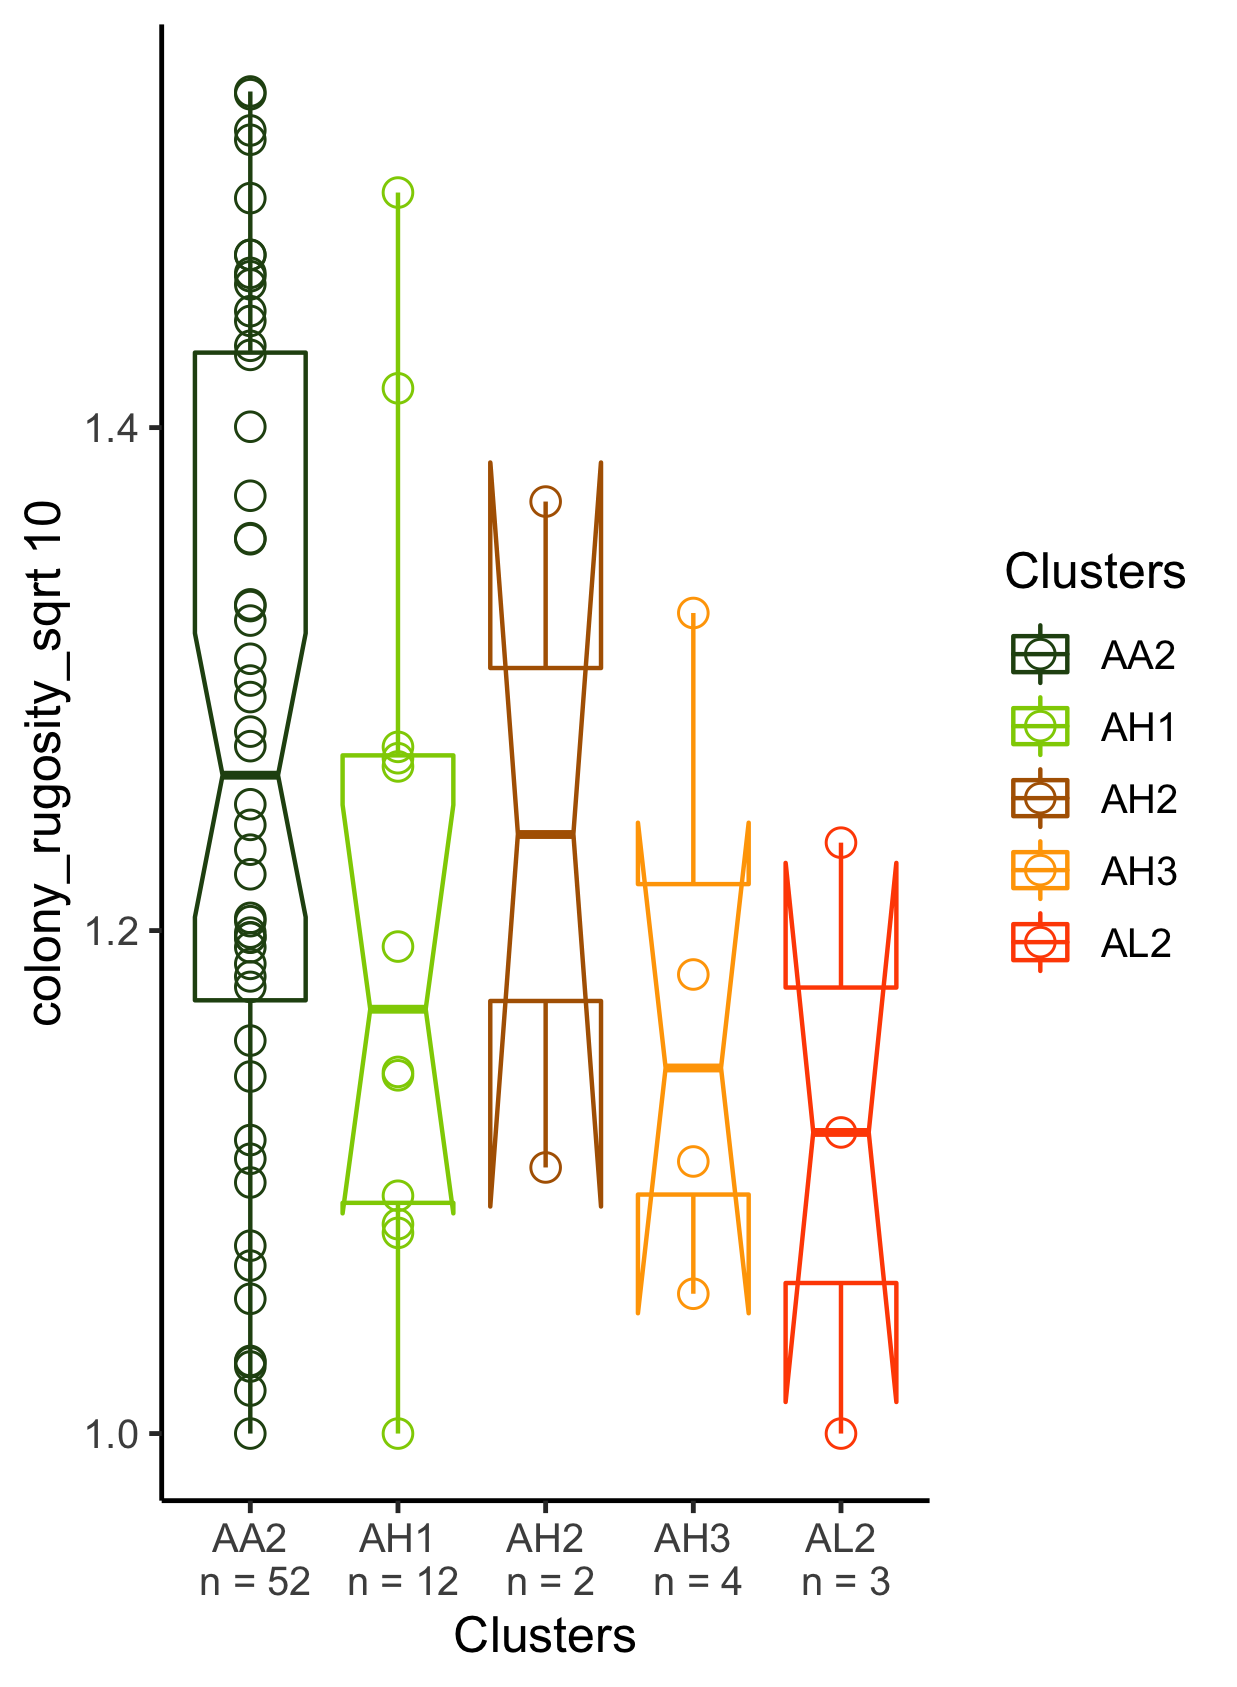 colony_rugosity_sqrt 10
1.4
1.2
1.0
AA2 AH1 AH2 AH3 AL2
n = 52 n = 12 n = 2 n = 4 n = 3
Clusters
Clusters
AA2
AH1
AH2
AH3
AL2